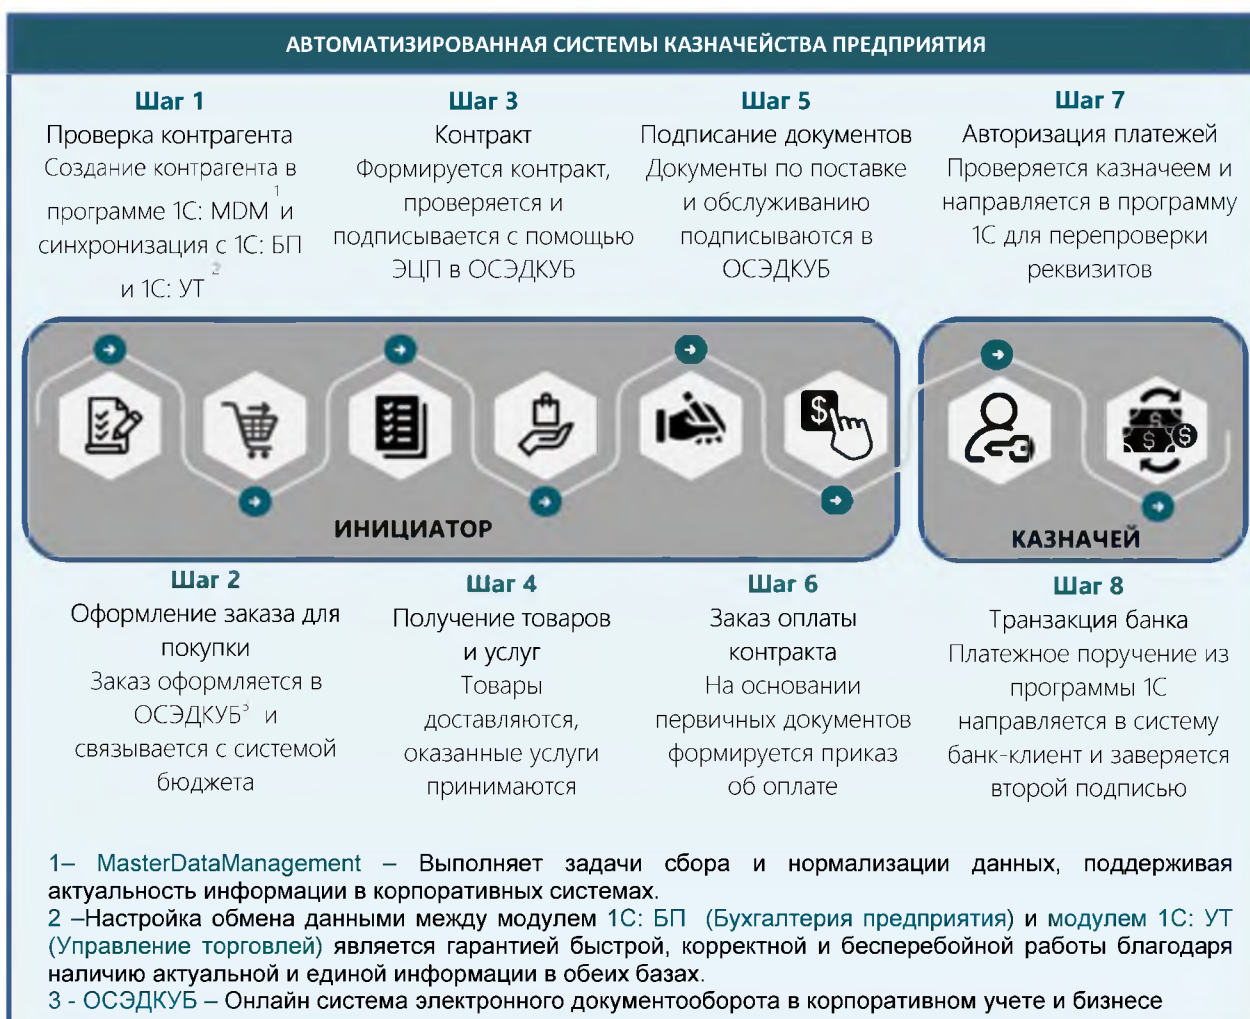 АВТОМАТИЗИРОВАННАЯ СИСТЕМЫ КАЗНАЧЕЙСТВА ПРЕДПРИЯТИЯ
Шаг 1
Проверка контрагента
Создание контрагента в
программе 1С: MDM1 и
синхронизация с 1С: БП
и 1С: УТ2
Шаг 3
Контракт
Формируется контракт,
проверяется и
подписывается с помощью
ЭЦП в ОСЭДКУБ
Шаг 5
Подписание документов
Документы по поставке
и обслуживанию
подписываются в
ОСЭДКУБ
Шаг 7
Авторизация платежей
Проверяется казначеем и
направляется в программу
1С для перепроверки
реквизитов
$
$
$
$
ИНИЦИАТОР
КАЗНАЧЕЙ
Шаг 2
Оформление заказа для
покупки
Заказ оформляется в
ОСЭДКУБ3 и
связывается с системой
бюджета
Шаг 4
Получение товаров
и услуг
Товары
доставляются,
оказанные услуги
принимаются
Шаг 6
Заказ оплаты
контракта
На основании
первичных документов
формируется приказ
об оплате
Шаг 8
Транзакция банка
Платежное поручение из
программы 1С
направляется в систему
банк-клиент и заверяется
второй подписью
1– MasterDataManagement – Выполняет задачи сбора и нормализации данных, поддерживая
актуальность информации в корпоративных системах.
2 –Настройка обмена данными между модулем 1С: БП (Бухгалтерия предприятия) и модулем 1С: УТ
(Управление торговлей) является гарантией быстрой, корректной и бесперебойной работы благодаря
наличию актуальной и единой информации в обеих базах.
3 - ОСЭДКУБ – Онлайн система электронного документооборота в корпоративном учете и бизнесе